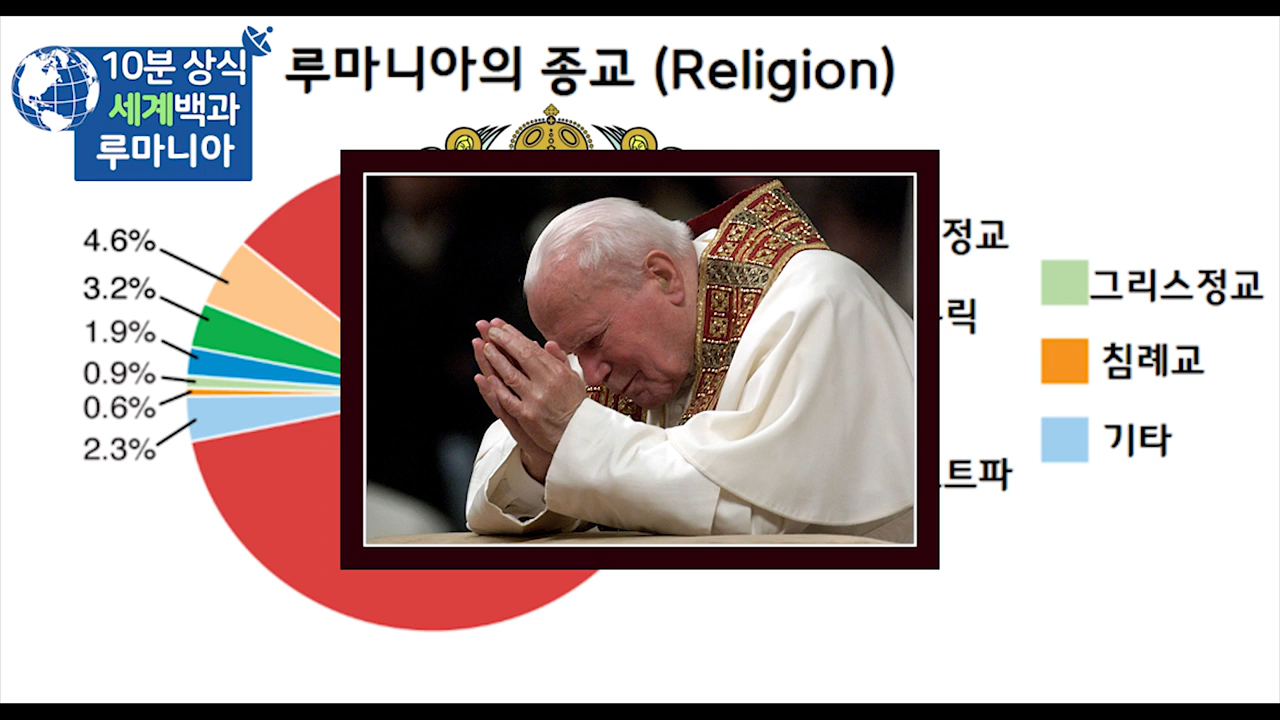 10분 상식
세계백과
루마니아
루마니아의 종교 (Religion)
4.6%
3.2%
1.9%
0.9%
0.6%
2.3%
정교
릭
트파
그리스정교
침례교
기타